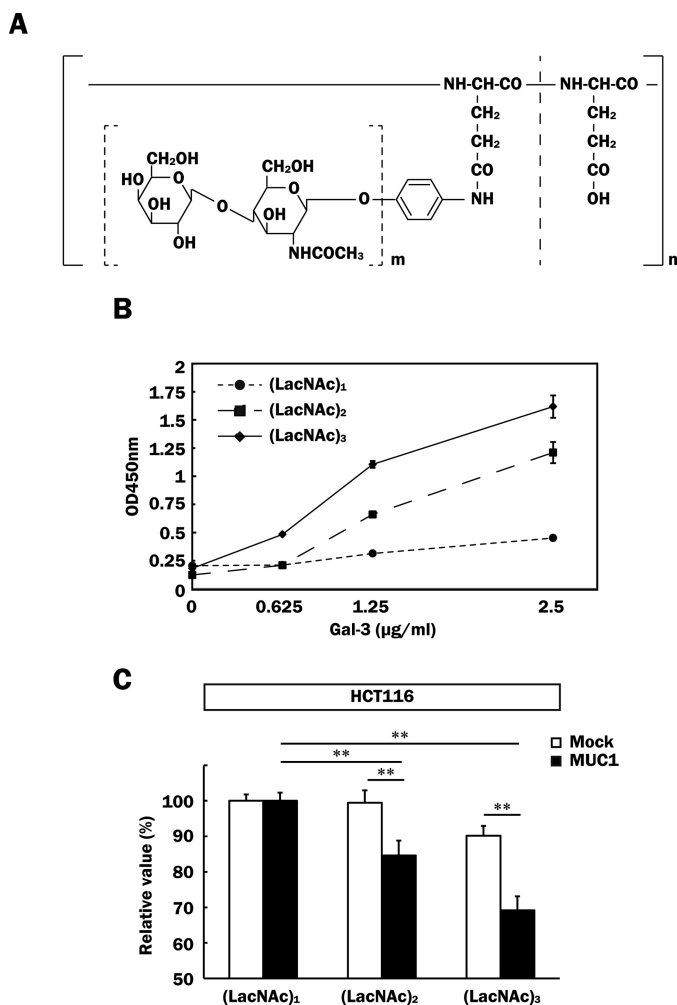 A
NH-CH-CO NH-CH-CO
CH₂ CH₂
CH₂ CH₂
CO CO
NH OH
CH₂OH CH₂OH
HO O O
OH O OH O
OH NHCOCH₃
m n
B
2
1.75
1.5
1.25
1
0.75
0.5
0.25
0
OD450nm
(LacNAc)₁
(LacNAc)₂
(LacNAc)₃
0 0.625 1.25 2.5
Gal-3 (μg/ml)
C
HCT116
Mock
MUC1
**
**
** **
100
90
80
70
60
50
Relative value (%)
(LacNAc)₁ (LacNAc)₂ (LacNAc)₃